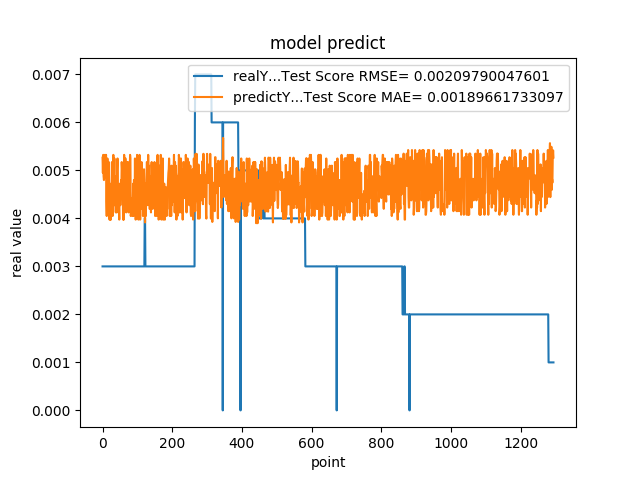 model predict
realY...Test Score RMSE= 0.00209790047601
predictY...Test Score MAE= 0.00189661733097
real value
0.007
0.006
0.005
0.004
0.003
0.002
0.001
0.000
0 200 400 600 800 1000 1200
point